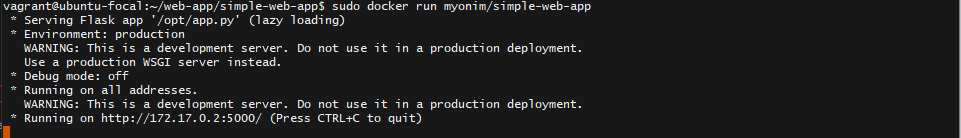 vagrant@ubuntu-focal:~/web-app/simple-web-app$ sudo docker run myonim/simple-web-app
* Serving Flask app '/opt/app.py' (lazy loading)
* Environment: production
WARNING: This is a development server. Do not use it in a production deployment.
Use a production WSGI server instead.
* Debug mode: off
* Running on all addresses.
WARNING: This is a development server. Do not use it in a production deployment.
* Running on http://172.17.0.2:5000/ (Press CTRL+C to quit)